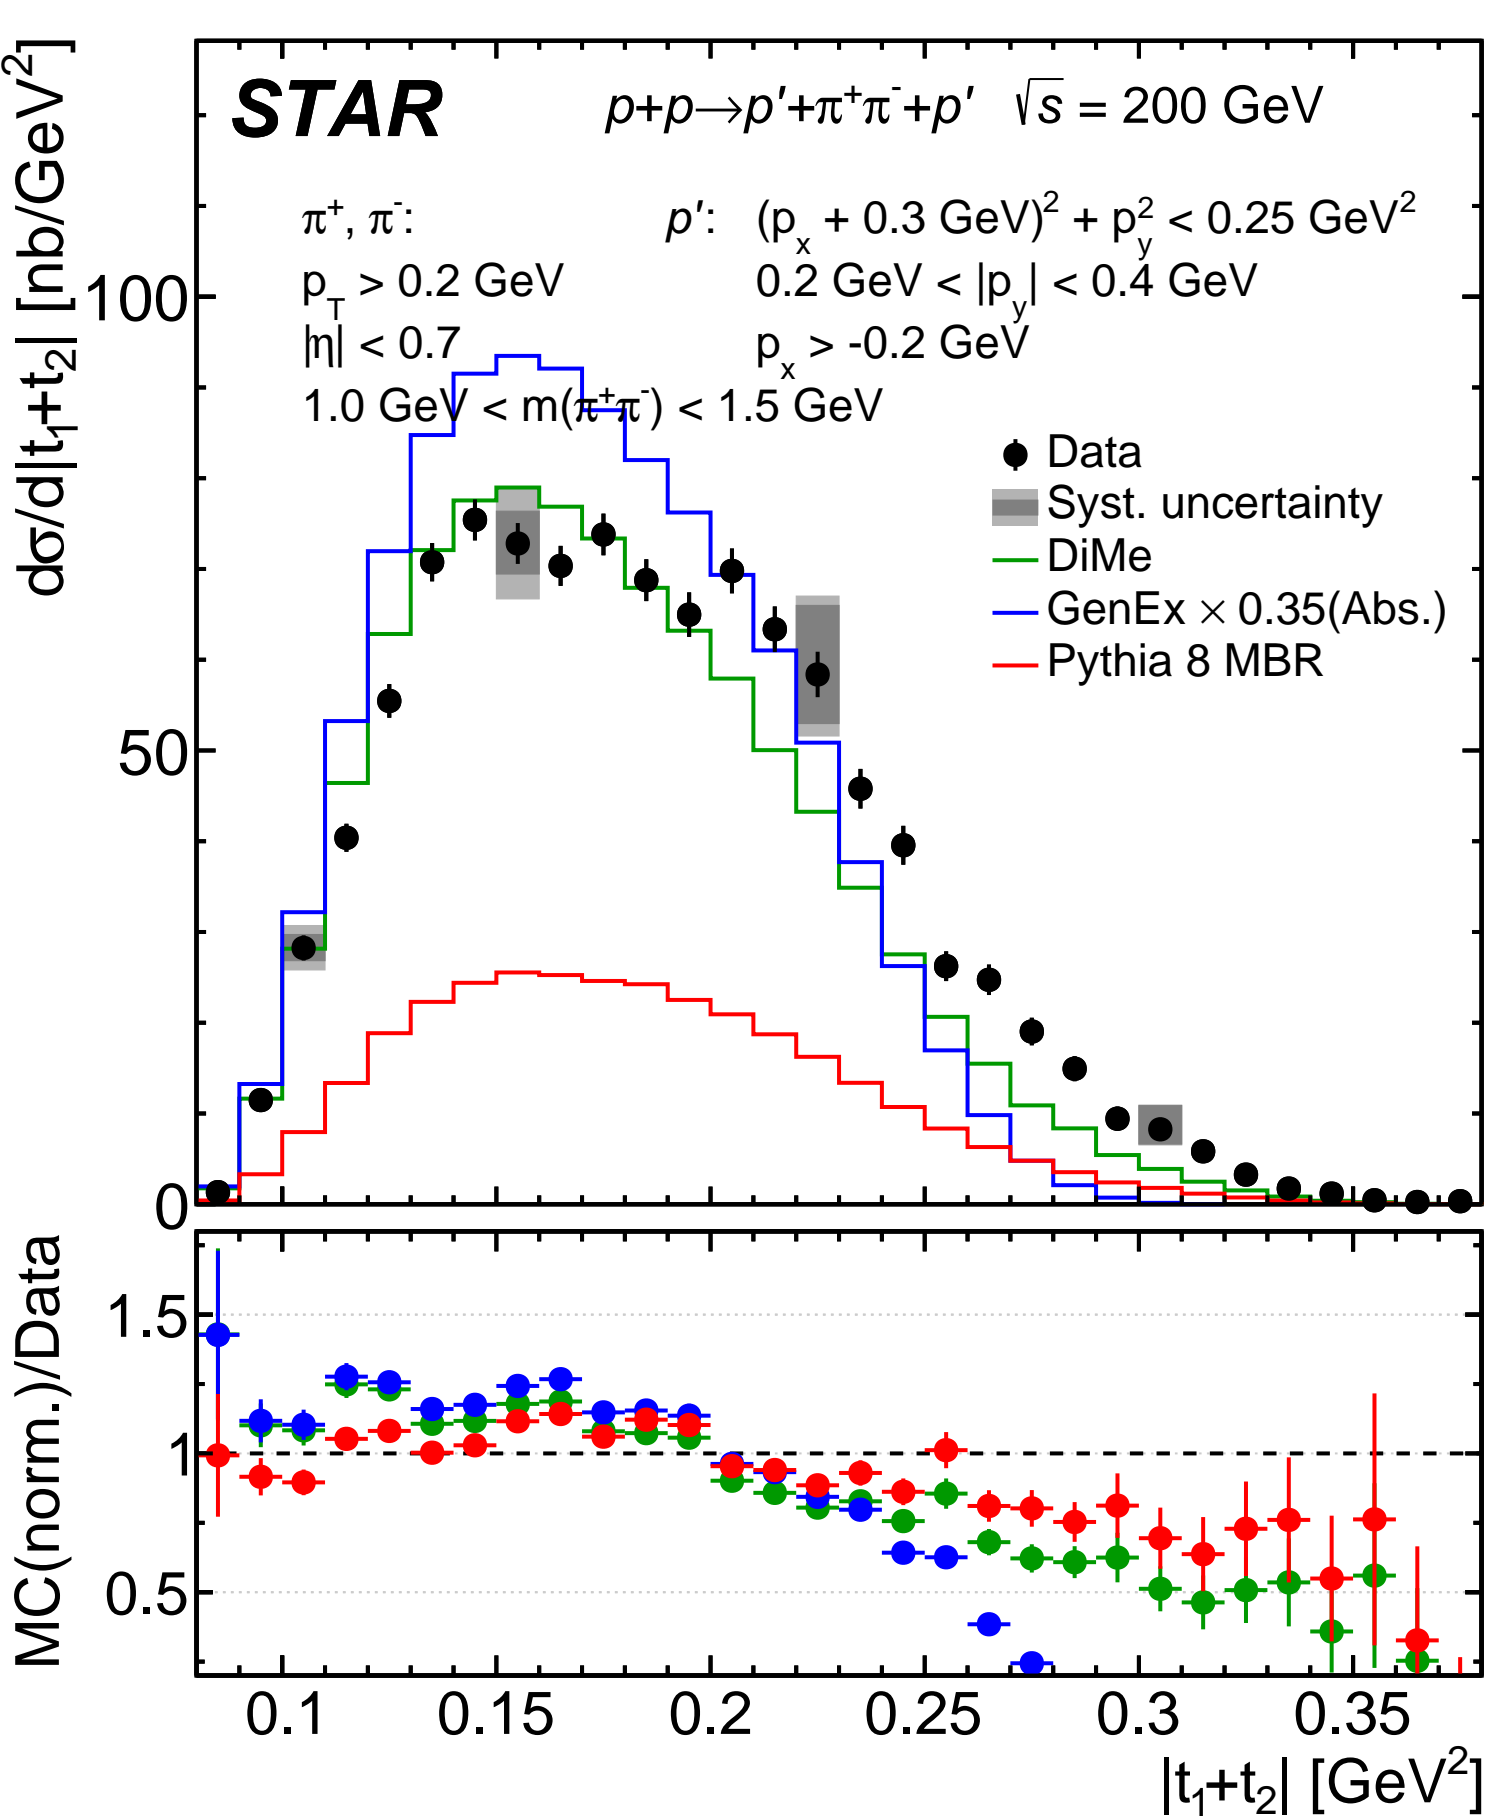 STAR p+p→p′+π⁺π⁻+p′ √s = 200 GeV
π⁺, π⁻: p′: (pₓ + 0.3 GeV)² + p_y² < 0.25 GeV²
p_T > 0.2 GeV 0.2 GeV < |p_y| < 0.4 GeV
|η| < 0.7 pₓ > -0.2 GeV
1.0 GeV < m(π⁺π⁻) < 1.5 GeV
Data
Syst. uncertainty
DiMe
GenEx × 0.35(Abs.)
Pythia 8 MBR
dσ/d|t₁+t₂| [nb/GeV²]
100
50
0
MC(norm.)/Data
1.5
1
0.5
0.1 0.15 0.2 0.25 0.3 0.35
|t₁+t₂| [GeV²]